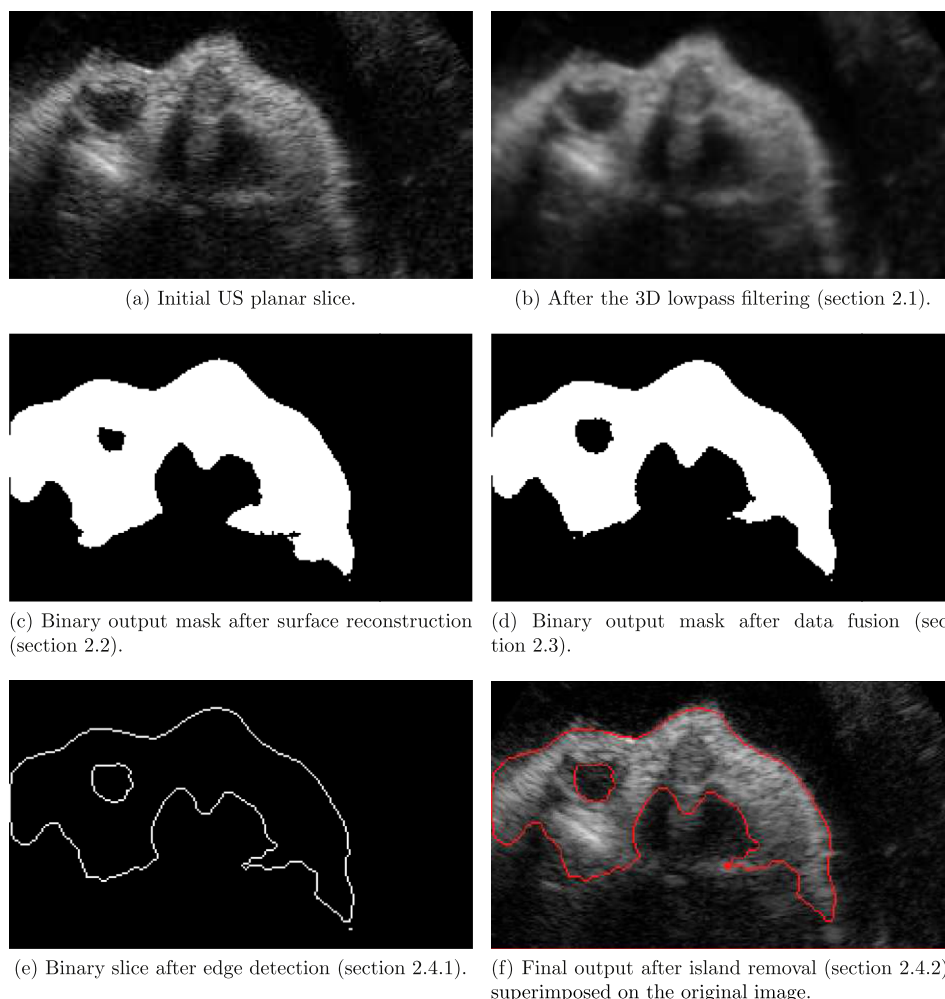 (a) Initial US planar slice.
(b) After the 3D lowpass filtering (section 2.1).
(c) Binary output mask after surface reconstruction
(section 2.2).
(d) Binary output mask after data fusion (sec
tion 2.3).
(e) Binary slice after edge detection (section 2.4.1).
(f) Final output after island removal (section 2.4.2)
superimposed on the original image.